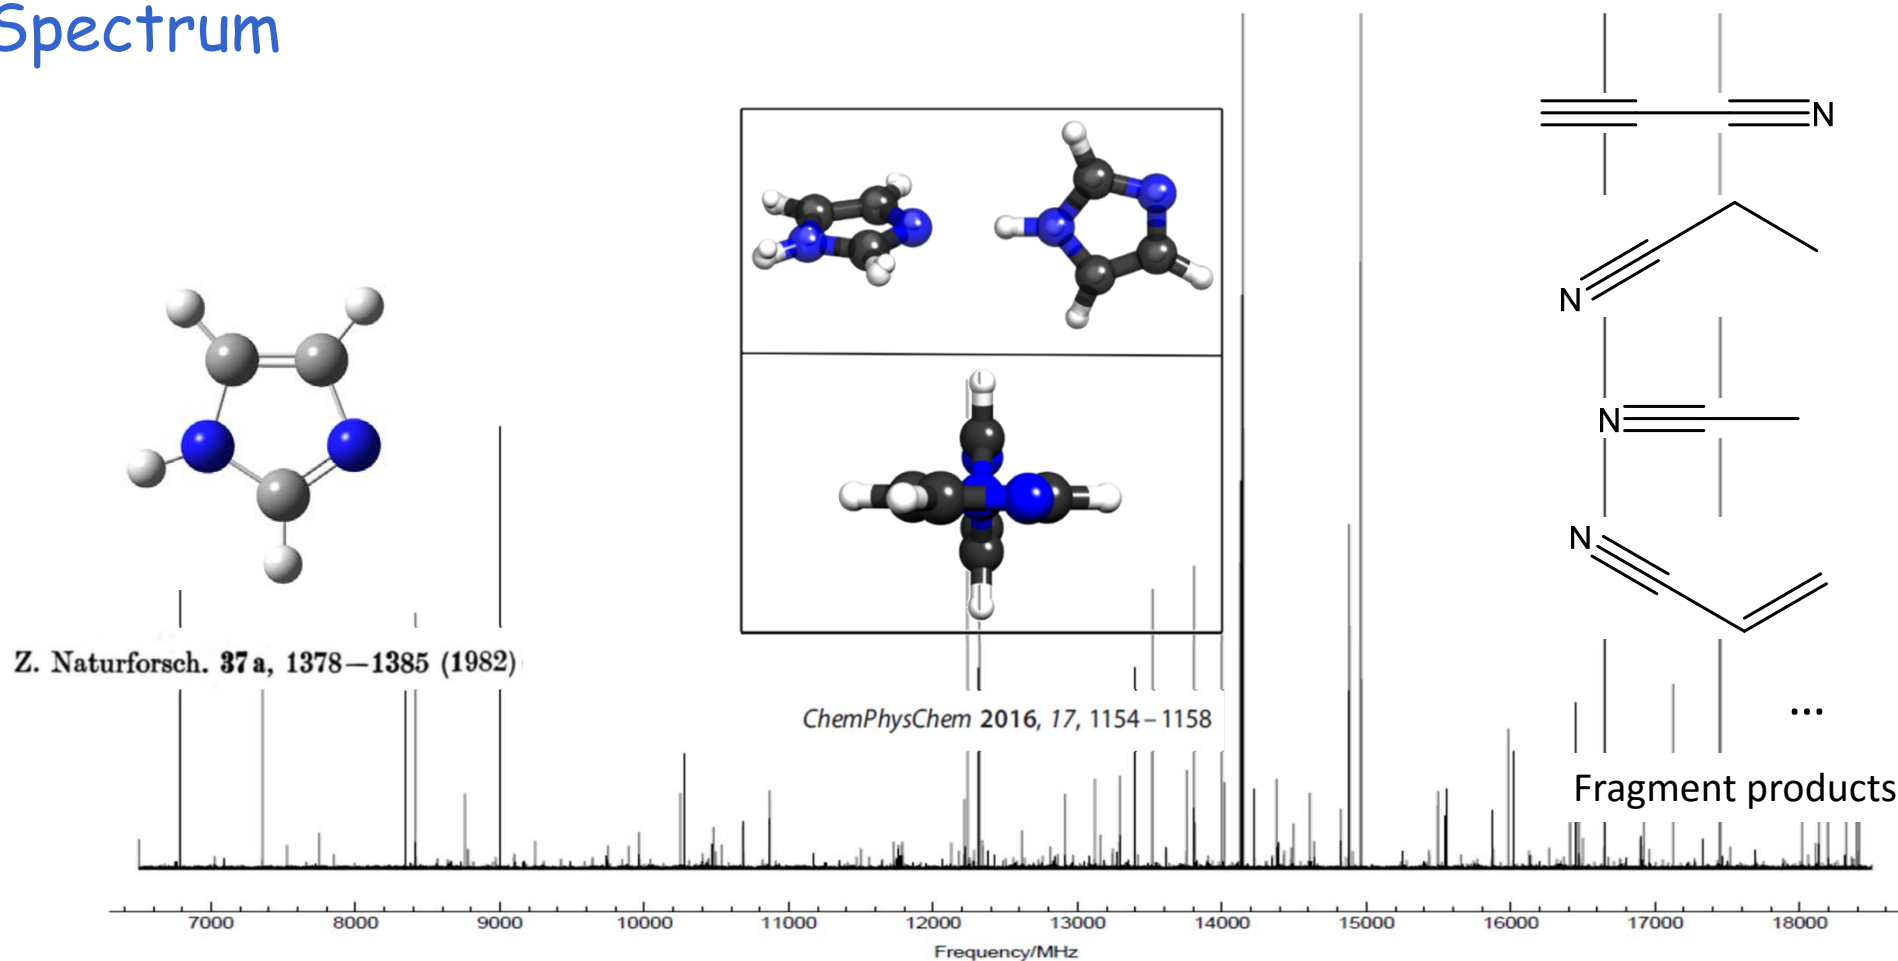 Spectrum
N
N
N
N
Z. Naturforsch. 37 a, 1378–1385 (1982)
ChemPhysChem 2016, 17, 1154–1158
...
Fragment products
7000 8000 9000 10000 11000 12000 13000 14000 15000 16000 17000 18000
Frequency/MHz